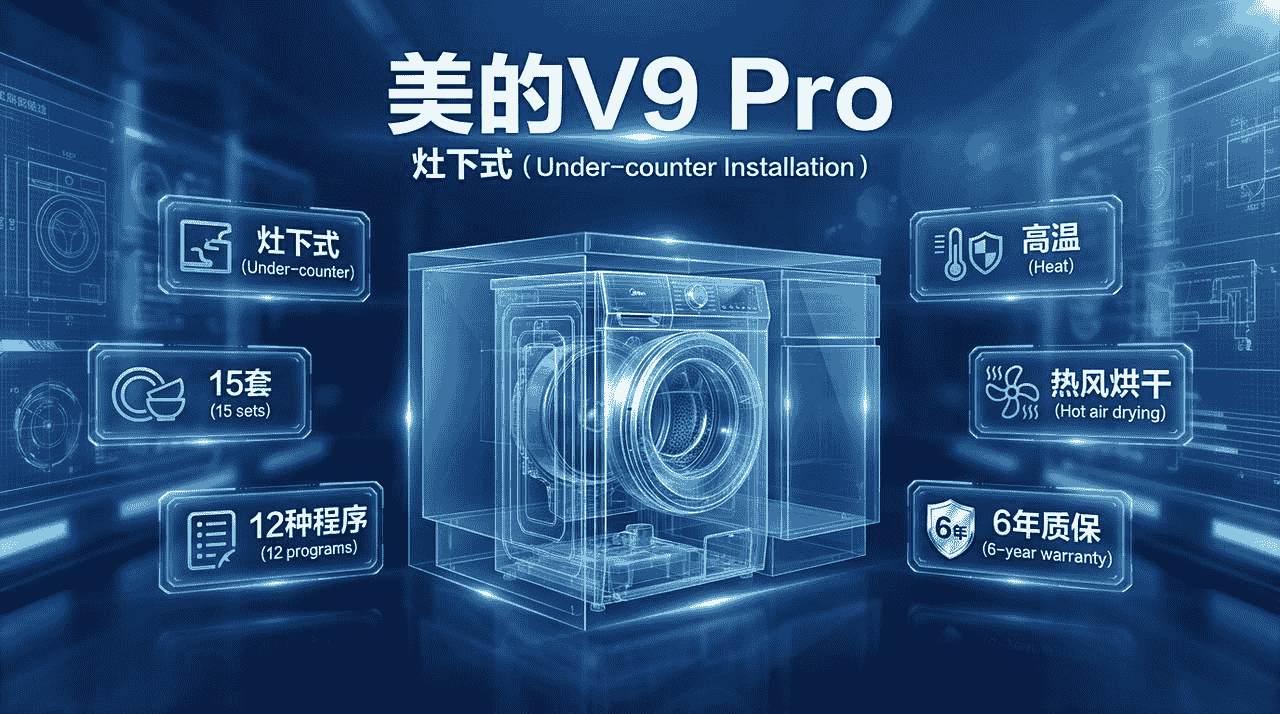 美的V9 Pro
灶下式 (Under-counter Installation)
灶下式
(Under-counter)
15套
(15 sets)
12种程序
(12 programs)
高温
(Heat)
热风烘干
(Hot air drying)
6年
6年质保
(6-year warranty)
Midea